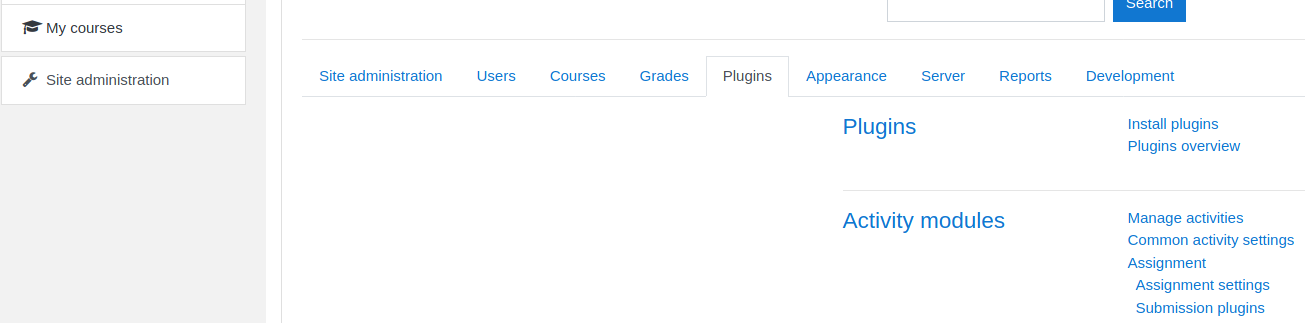 Search
My courses
Site administration
Site administration Users Courses Grades Plugins Appearance Server Reports Development
Plugins
Install plugins
Plugins overview
Activity modules
Manage activities
Common activity settings
Assignment
Assignment settings
Submission plugins